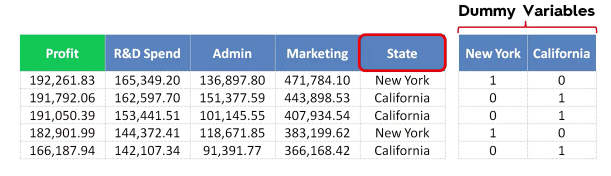 Dummy Variables
Profit R&D Spend Admin Marketing State New York California
192,261.83 165,349.20 136,897.80 471,784.10 New York 1 0
191,792.06 162,597.70 151,377.59 443,898.53 California 0 1
191,050.39 153,441.51 101,145.55 407,934.54 California 0 1
182,901.99 144,372.41 118,671.85 383,199.62 New York 1 0
166,187.94 142,107.34 91,391.77 366,168.42 California 0 1